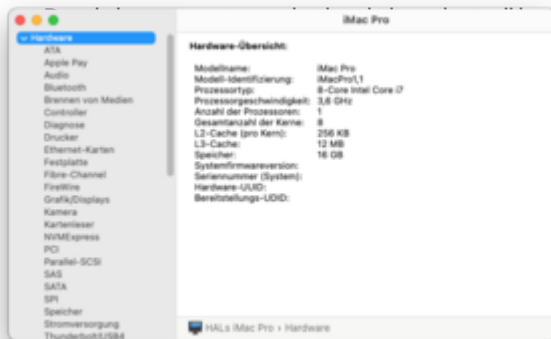 iMac Pro
Hardware
ATA
Apple Pay
Audio
Bluetooth
Brennen von Medien
Controller
Diagnose
Drucker
Ethernet-Karten
Festplatte
Fibre-Channel
FireWire
Grafik/Displays
Kamera
Kartenleser
NVMExpress
PCI
Parallel-SCSI
SAS
SATA
SPI
Speicher
Stromversorgung
Thunderbolt/USB4
Hardware-Übersicht:
Modellname: iMac Pro
Modell-Identifizierung: iMacPro1,1
Prozessortyp: 8-Core Intel Core i7
Prozessorgeschwindigkeit: 3,6 GHz
Anzahl der Prozessoren: 1
Gesamtanzahl der Kerne: 8
L2-Cache (pro Kern): 256 KB
L3-Cache: 12 MB
Speicher: 16 GB
Systemfirmwareversion:
Seriennummer (System):
Hardware-UUID:
Bereitstellungs-UDID:
HALs iMac Pro › Hardware